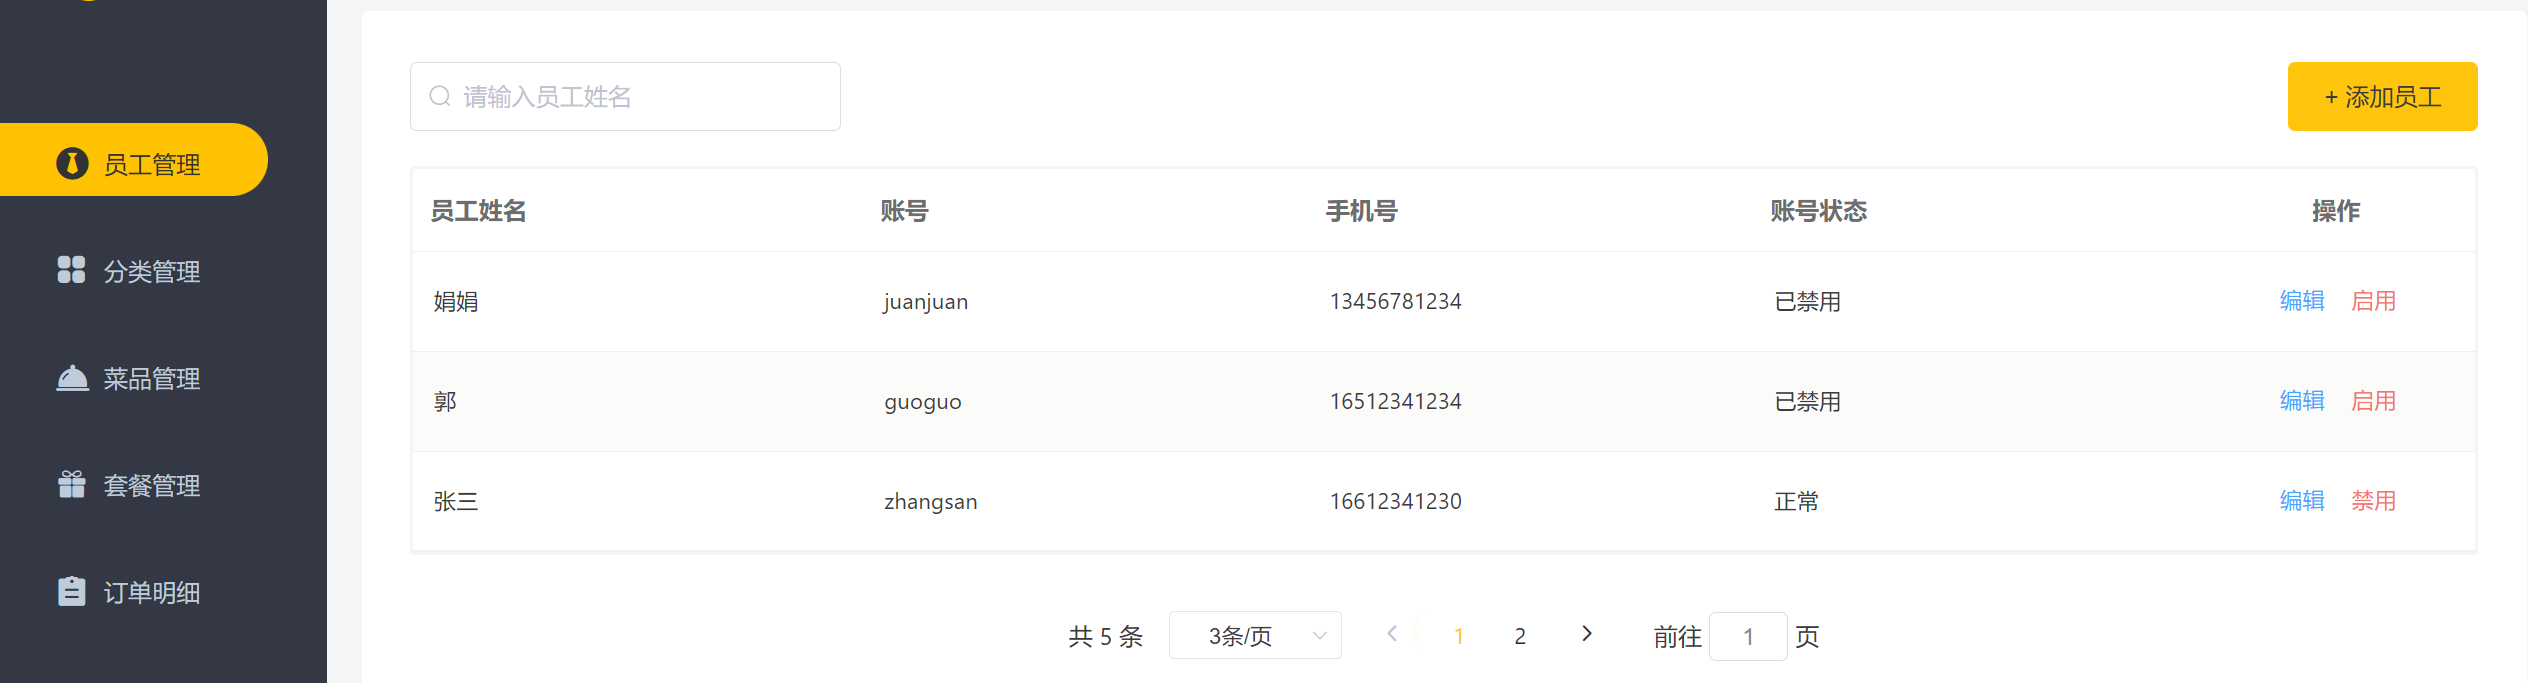 员工管理
分类管理
菜品管理
套餐管理
订单明细
请输入员工姓名
+ 添加员工
员工姓名 账号 手机号 账号状态 操作
娟娟 juanjuan 13456781234 已禁用 编辑 启用
郭 guoguo 16512341234 已禁用 编辑 启用
张三 zhangsan 16612341230 正常 编辑 禁用
共 5 条 3条/页 1 2 前往 1 页